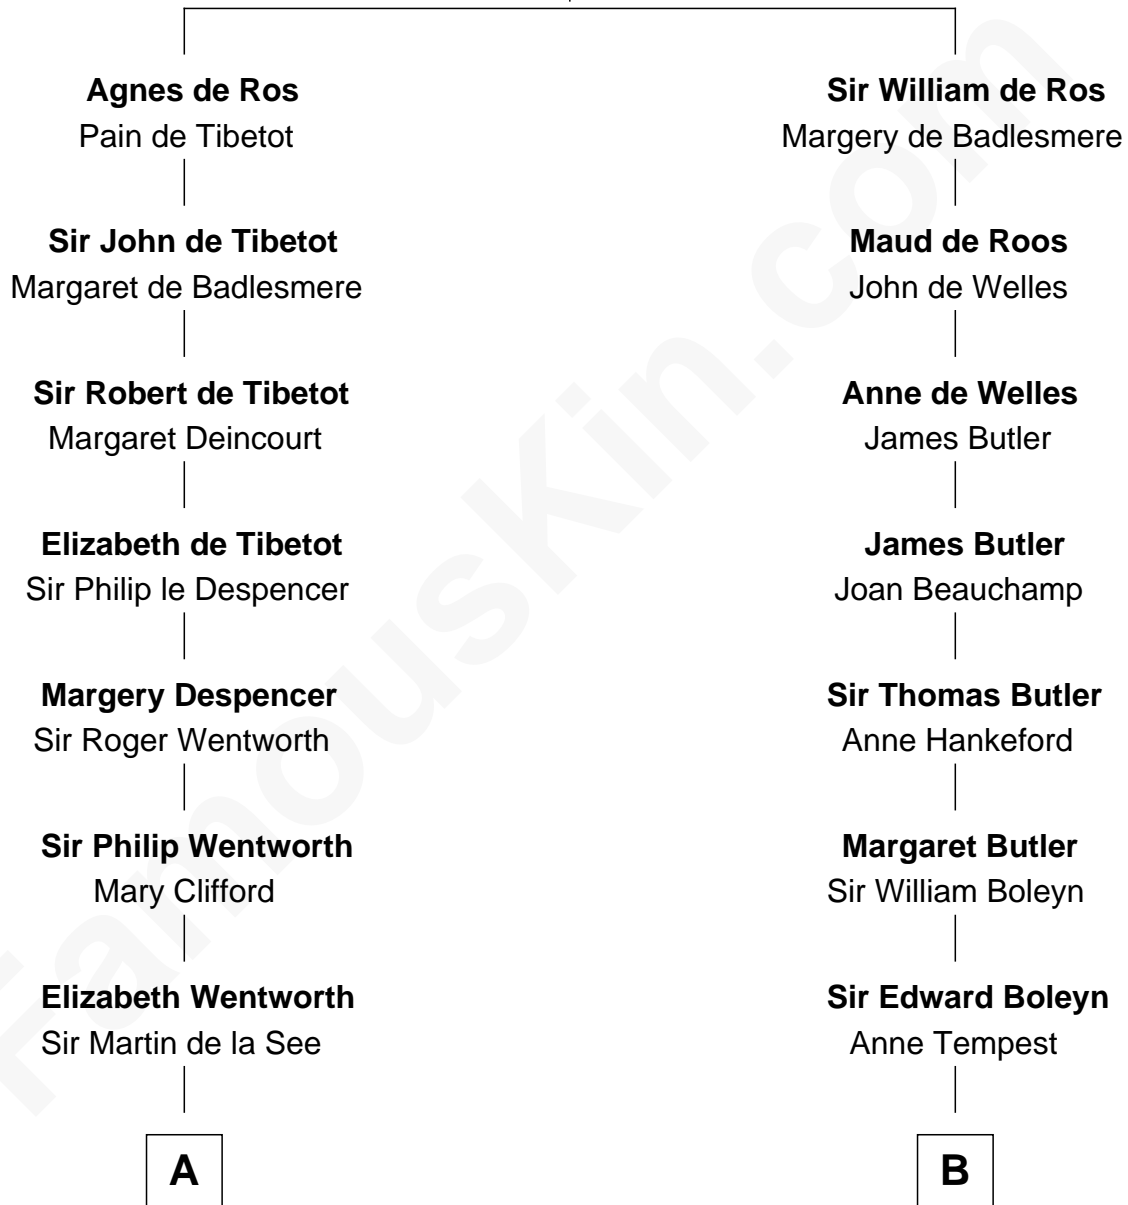 Agnes de Ros
Pain de Tibetot
Sir John de Tibetot
Margaret de Badlesmere
Sir Robert de Tibetot
Margaret Deincourt
Elizabeth de Tibetot
Sir Philip le Despencer
Margery Despencer
Sir Roger Wentworth
Sir Philip Wentworth
Mary Clifford
Elizabeth Wentworth
Sir Martin de la See
A
Sir William de Ros
Margery de Badlesmere
Maud de Roos
John de Welles
Anne de Welles
James Butler
James Butler
Joan Beauchamp
Sir Thomas Butler
Anne Hankeford
Margaret Butler
Sir William Boleyn
Sir Edward Boleyn
Anne Tempest
B
FamousKin.com